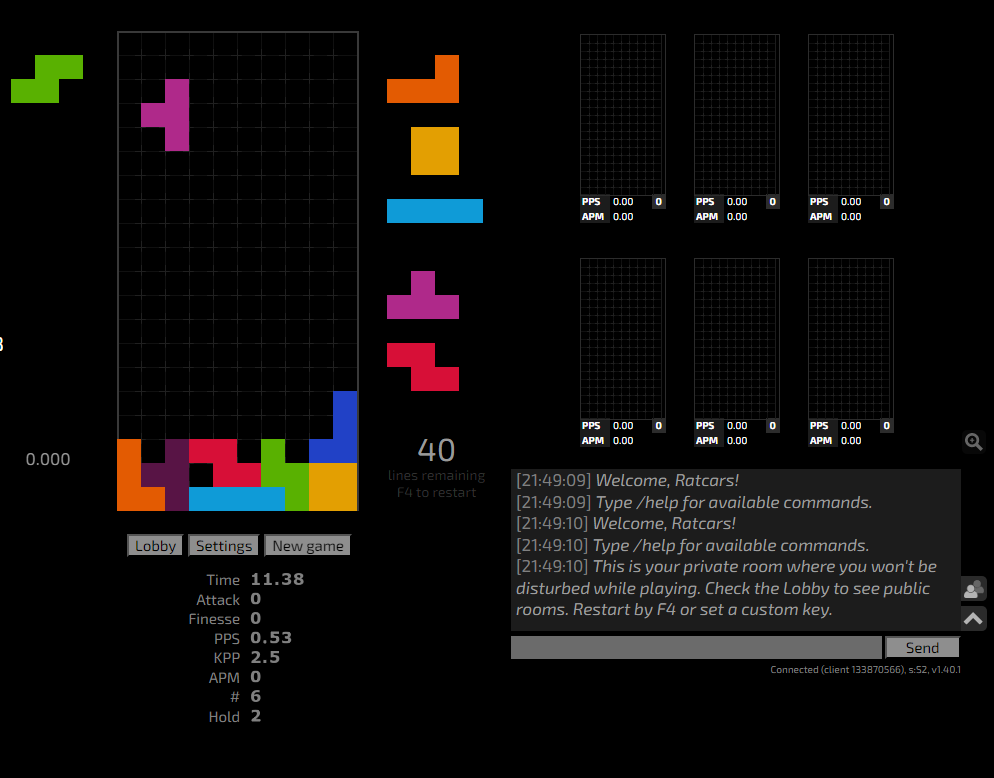 PPS 0.00 0
APM 0.00
PPS 0.00 0
APM 0.00
PPS 0.00 0
APM 0.00
PPS 0.00 0
APM 0.00
PPS 0.00 0
APM 0.00
PPS 0.00 0
APM 0.00
0.000
40
lines remaining
F4 to restart
Lobby Settings New game
Time 11.38
Attack 0
Finesse 0
PPS 0.53
KPP 2.5
APM 0
# 6
Hold 2
[21:49:09] Welcome, Ratcars!
[21:49:09] Type /help for available commands.
[21:49:10] Welcome, Ratcars!
[21:49:10] Type /help for available commands.
[21:49:10] This is your private room where you won't be
disturbed while playing. Check the Lobby to see public
rooms. Restart by F4 or set a custom key.
Send
Connected (client 133870566), s:52, v1.40.1